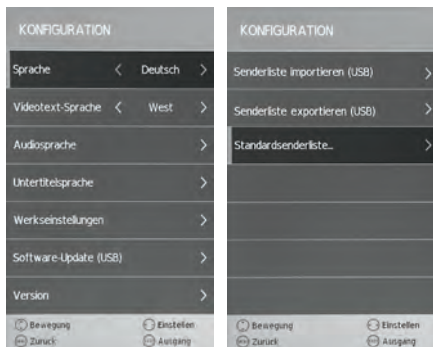 KONFIGURATION
Sprache < Deutsch >
Videotext-Sprache < West >
Audiosprache >
Untertitelsprache >
Werkseinstellungen >
Software-Update (USB) >
Version >
Bewegung Einstellen
Zurück Ausgang
KONFIGURATION
Senderliste importieren (USB) >
Senderliste exportieren (USB) >
Standardsenderliste... >
Bewegung Einstellen
Zurück Ausgang